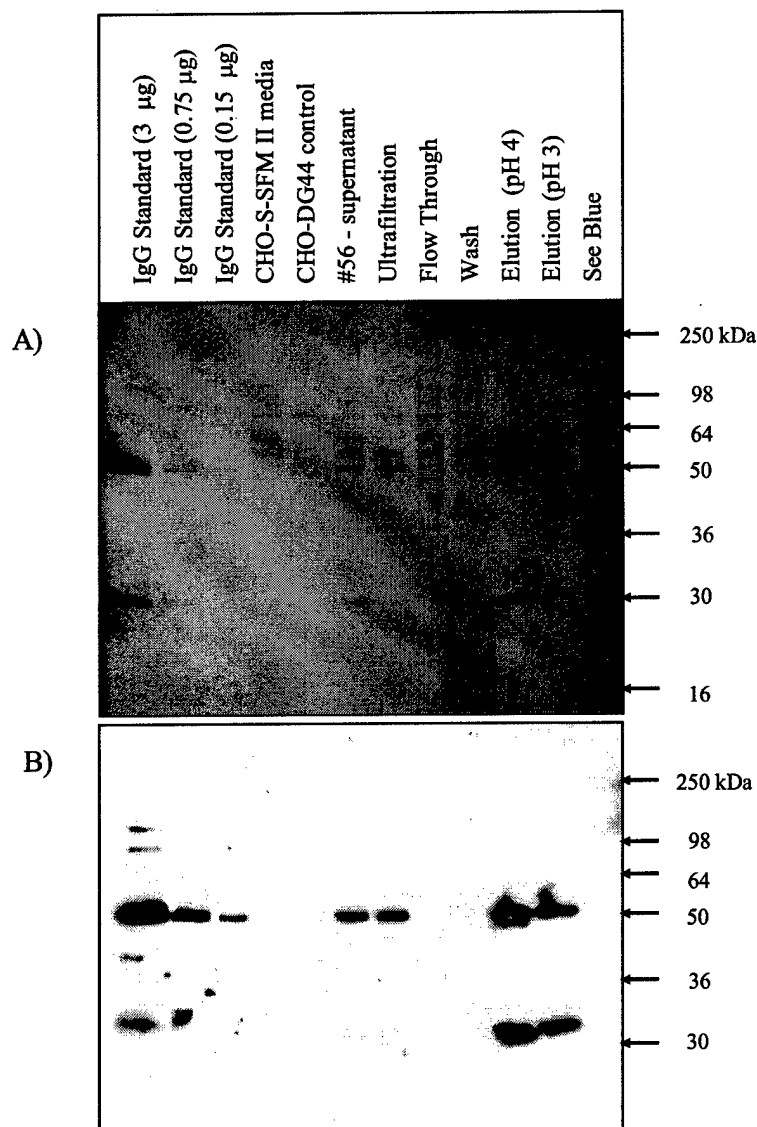 IgG Standard (3 µg)
IgG Standard (0.75 µg)
IgG Standard (0.15 µg)
CHO-S-SFM II media
CHO-DG44 control
#56 - supernatant
Ultrafiltration
Flow Through
Wash
Elution (pH 4)
Elution (pH 3)
See Blue
A)
250 kDa
98
64
50
36
30
16
B)
250 kDa
98
64
50
36
30